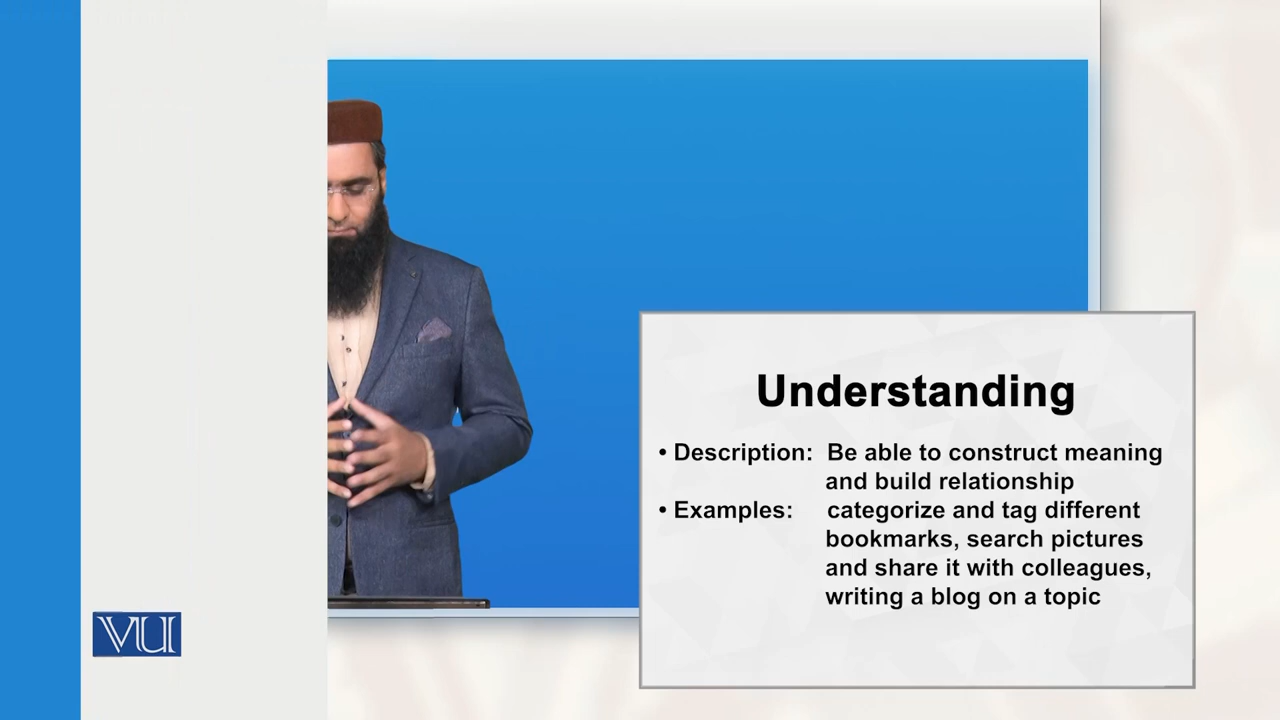 Understanding
• Description: Be able to construct meaning
and build relationship
• Examples: categorize and tag different
bookmarks, search pictures
and share it with colleagues,
writing a blog on a topic
VU